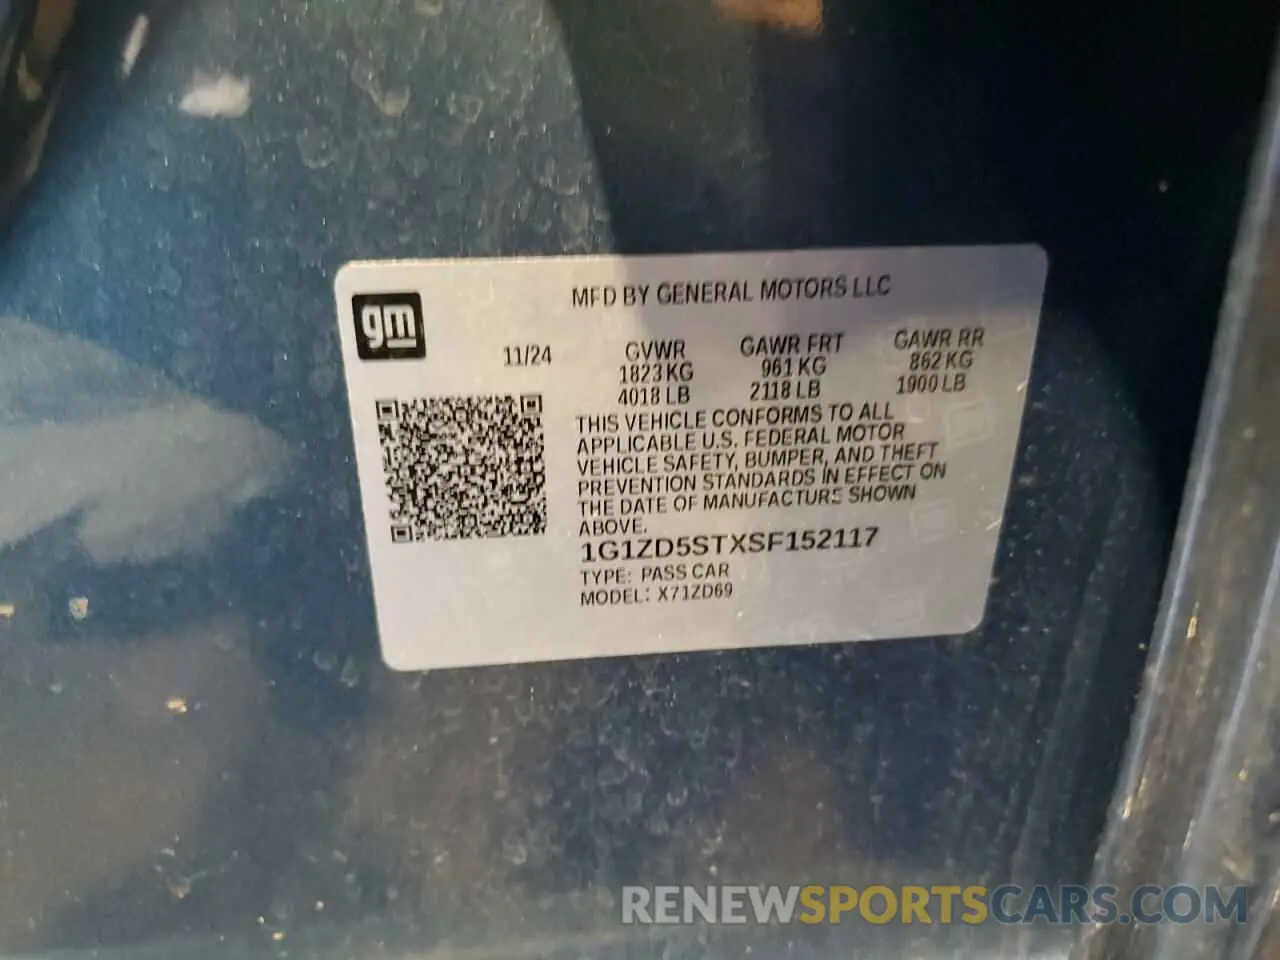 MFD BY GENERAL MOTORS LLC
gm
11/24
GVWR GAWR FRT GAWR RR
1823 KG 961 KG 862 KG
4018 LB 2118 LB 1900 LB
THIS VEHICLE CONFORMS TO ALL
APPLICABLE U.S. FEDERAL MOTOR
VEHICLE SAFETY, BUMPER, AND THEFT
PREVENTION STANDARDS IN EFFECT ON
THE DATE OF MANUFACTURE SHOWN
ABOVE.
1G1ZD5STXSF152117
TYPE: PASS CAR
MODEL: X71ZD69
RENEWSPORTSCARS.COM